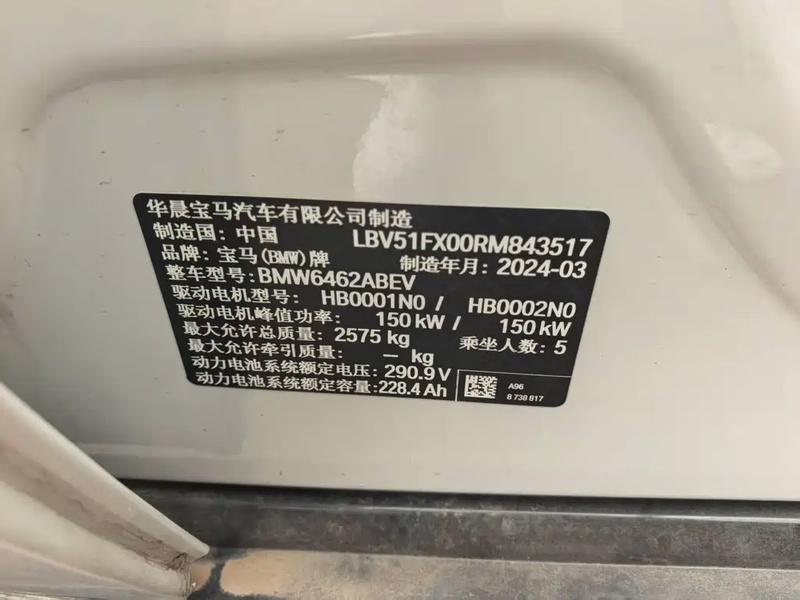 华晨宝马汽车有限公司制造
制造国: 中国 LBV51FX00RM843517
品牌: 宝马(BMW)牌 制造年月: 2024-03
整车型号: BMW6462ABEV
驱动电机型号: HB0001N0 / HB0002N0
驱动电机峰值功率: 150 kW / 150 kW
最大允许总质量: 2575 kg 乘坐人数: 5
最大允许牵引质量: — kg
动力电池系统额定电压: 290.9 V
动力电池系统额定容量: 228.4 Ah
A96
8 738 817